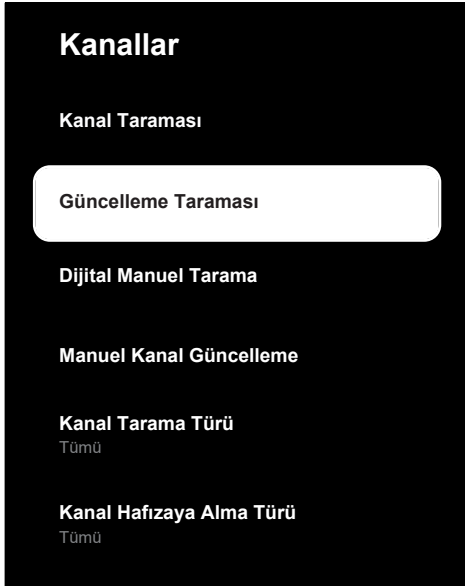 Kanallar
Kanal Taraması
Güncelleme Taraması
Dijital Manuel Tarama
Manuel Kanal Güncelleme
Kanal Tarama Türü
Tümü
Kanal Hafızaya Alma Türü
Tümü